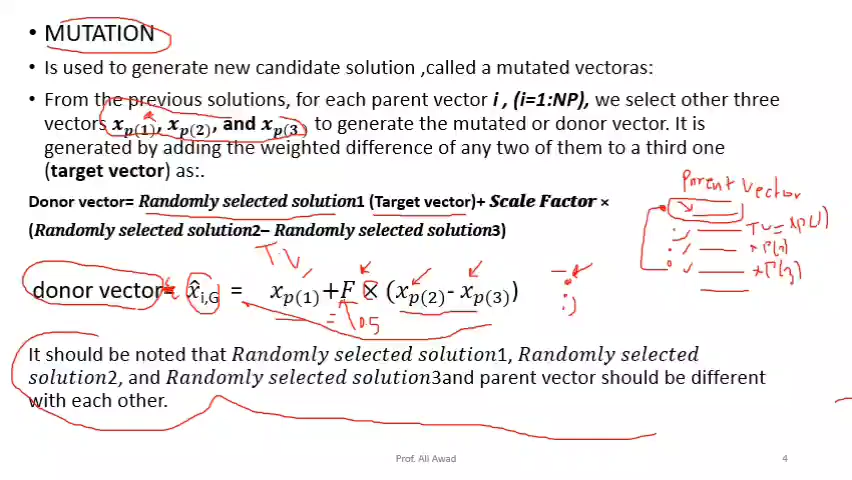 • MUTATION
• Is used to generate new candidate solution ,called a mutated vectoras:
• From the previous solutions, for each parent vector i , (i=1:NP), we select other three
vectors x_p(1), x_p(2), and x_p(3 to generate the mutated or donor vector. It is
generated by adding the weighted difference of any two of them to a third one
(target vector) as:.
Parent Vector
Donor vector= Randomly selected solution1 (Target vector)+ Scale Factor ×
(Randomly selected solution2− Randomly selected solution3)
TV = xp(1)
xp(2)
xp(3)
TV
donor vector= x̂_i,G = x_p(1)+F × (x_p(2)- x_p(3))
0.5
It should be noted that Randomly selected solution1, Randomly selected
solution2, and Randomly selected solution3and parent vector should be different
with each other.
Prof. Ali Awad
4